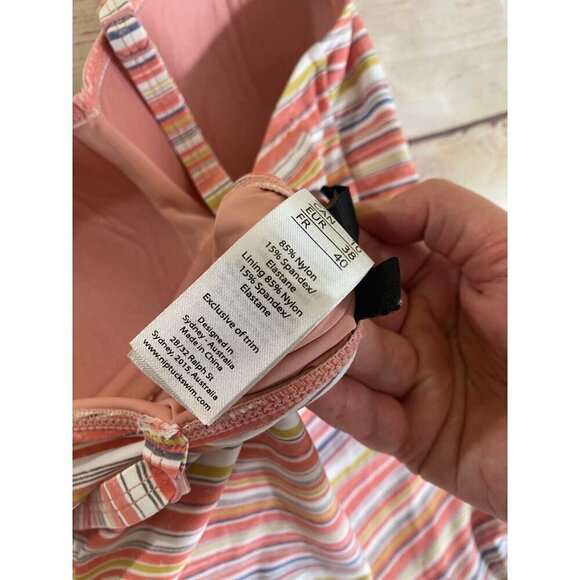 CAN 10
EUR 38
FR 40
85% Nylon
15% Spandex/
Elastane
Lining 85% Nylon
15% Spandex/
Elastane
Exclusive of trim
Designed in
Sydney - Australia
Made in China
28/32 Ralph St
Sydney, 2015, Australia
www.niptuckswim.com